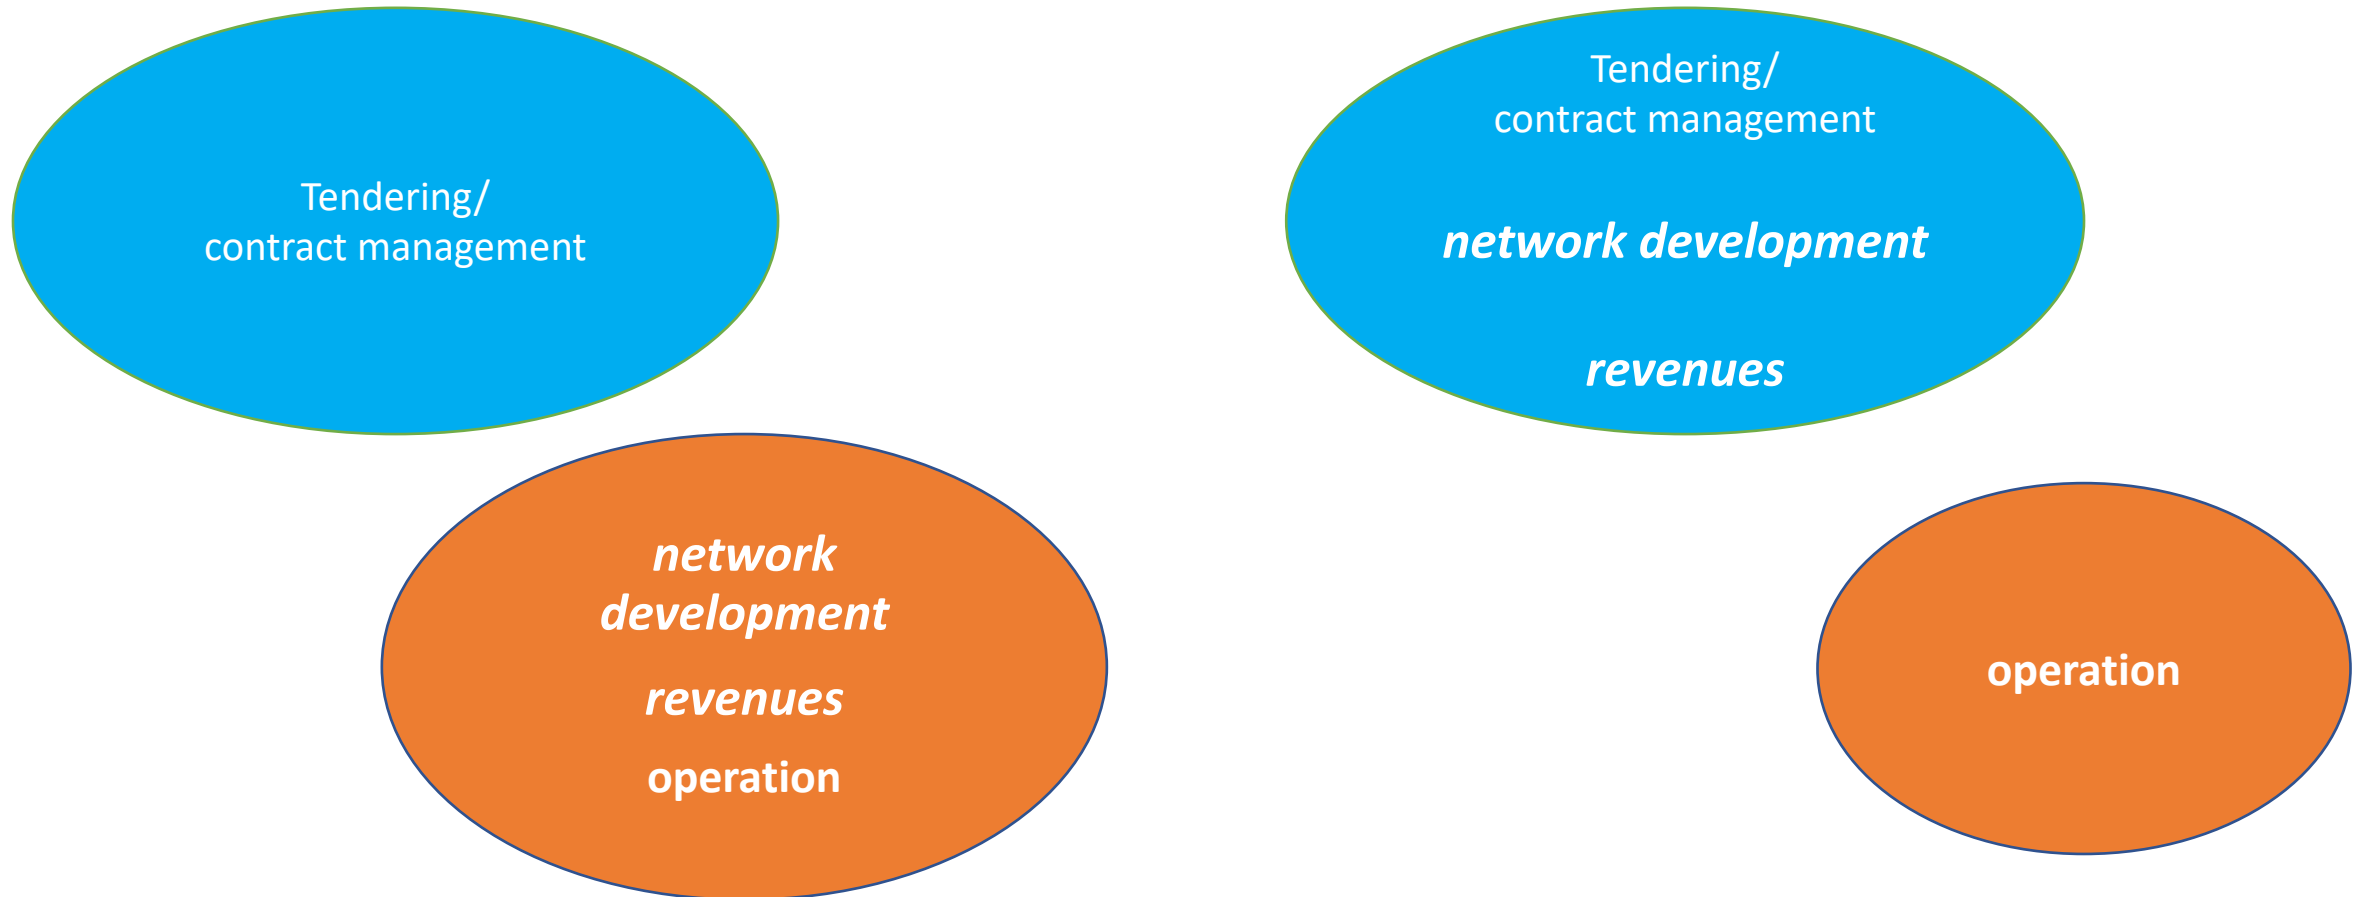 Tendering/
contract management
network
development
revenues
operation
Tendering/
contract management
network development
revenues
operation